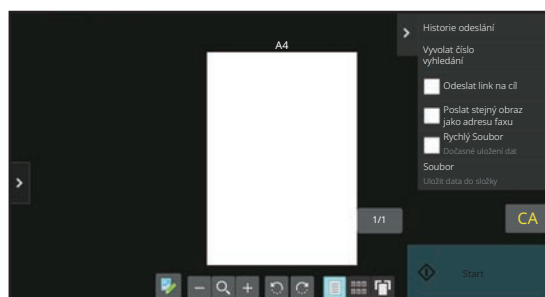 A4
Historie odeslání
Vyvolat číslo
vyhledání
Odeslat link na cíl
Poslat stejný obraz
jako adresu faxu
Rychlý Soubor
Dočasné uložení dat
Soubor
Uložit data do složky
1/1
CA
Start